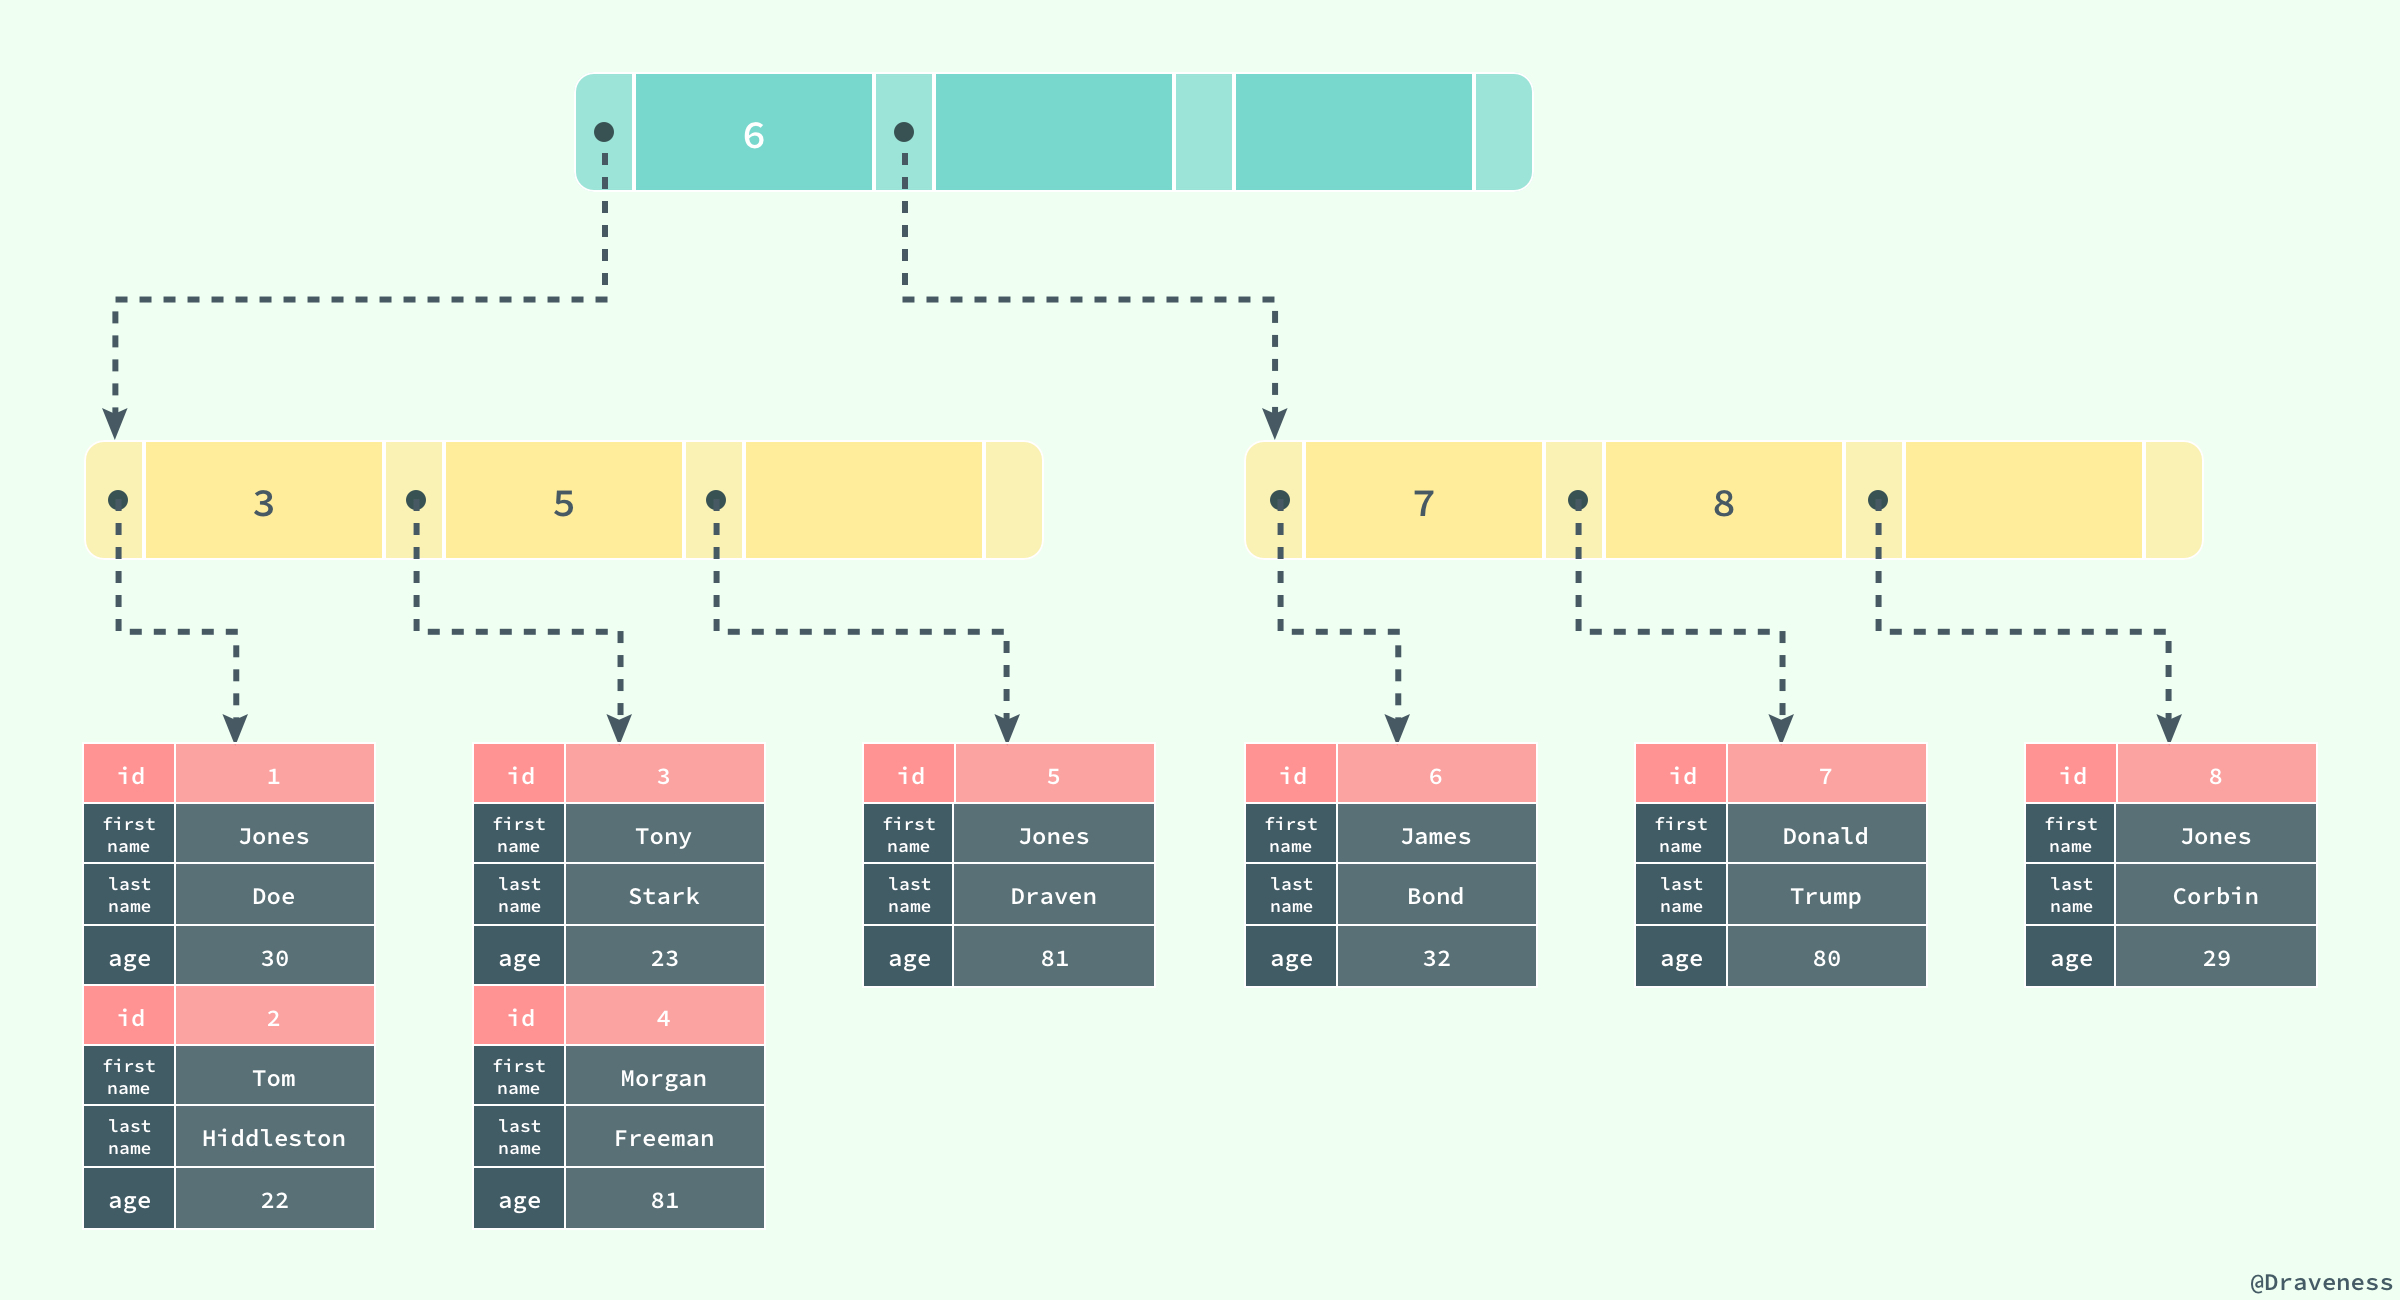 6
3 5
7 8
id 1
first
name
Jones
last
name
Doe
age 30
id 2
first
name
Tom
last
name
Hiddleston
age 22
id 3
first
name
Tony
last
name
Stark
age 23
id 4
first
name
Morgan
last
name
Freeman
age 81
id 5
first
name
Jones
last
name
Draven
age 81
id 6
first
name
James
last
name
Bond
age 32
id 7
first
name
Donald
last
name
Trump
age 80
id 8
first
name
Jones
last
name
Corbin
age 29
@Draveness